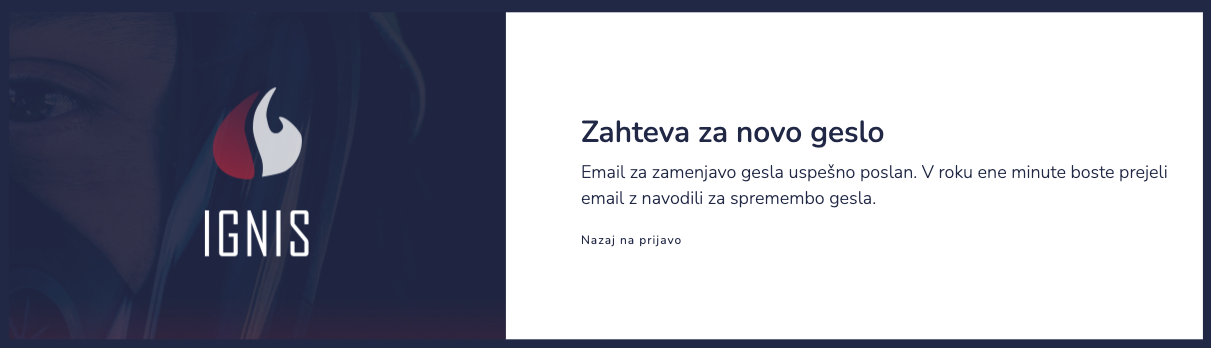 IGNIS
Zahteva za novo geslo
Email za zamenjavo gesla uspešno poslan. V roku ene minute boste prejeli
email z navodili za spremembo gesla.
Nazaj na prijavo